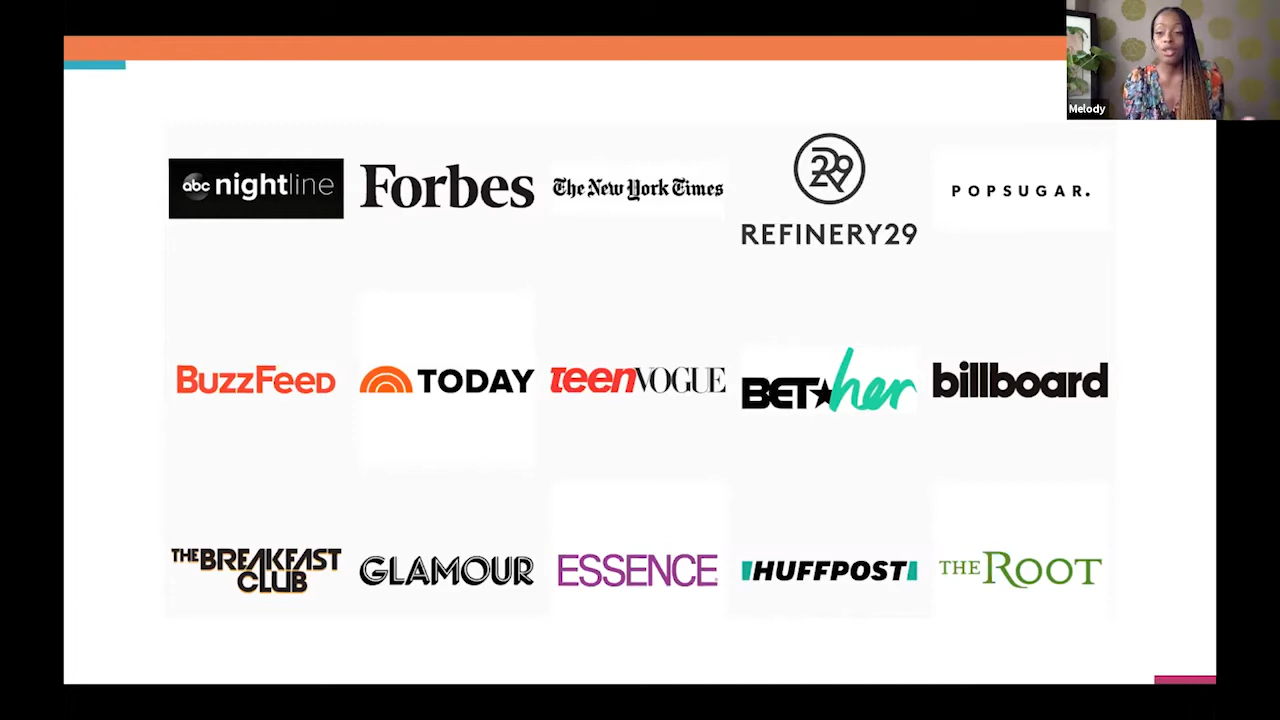 Melody
abc nightline
Forbes
The New York Times
R29
REFINERY29
POPSUGAR.
BUZZFEED
TODAY
teenVOGUE
BET★her
billboard
THE BREAKFAST
CLUB
GLAMOUR
ESSENCE
HUFFPOST
THE ROOT